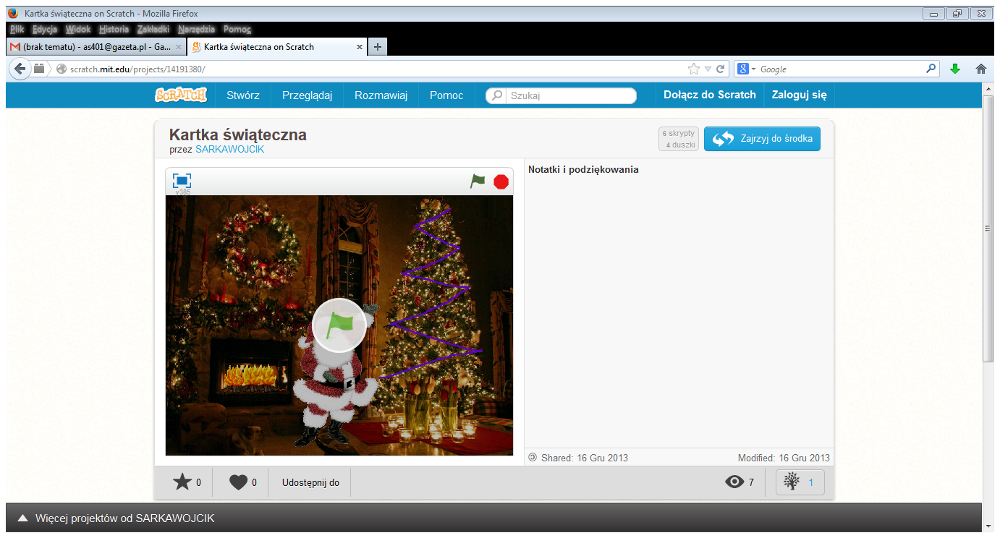 Kartka świąteczna on Scratch - Mozilla Firefox
Plik Edycja Widok Historia Zakładki Narzędzia Pomoc
(brak tematu) - as401@gazeta.pl - Ga... Kartka świąteczna on Scratch
scratch.mit.edu/projects/14191380/ Google
SCRATCH Stwórz Przeglądaj Rozmawiaj Pomoc Szukaj Dołącz do Scratch Zaloguj się
Kartka świąteczna
przez SARKAWOJCIK
6 skrypty
4 duszki
Zajrzyj do środka
v385
Notatki i podziękowania
Shared: 16 Gru 2013 Modified: 16 Gru 2013
0 0 Udostępnij do 7 1
Więcej projektów od SARKAWOJCIK